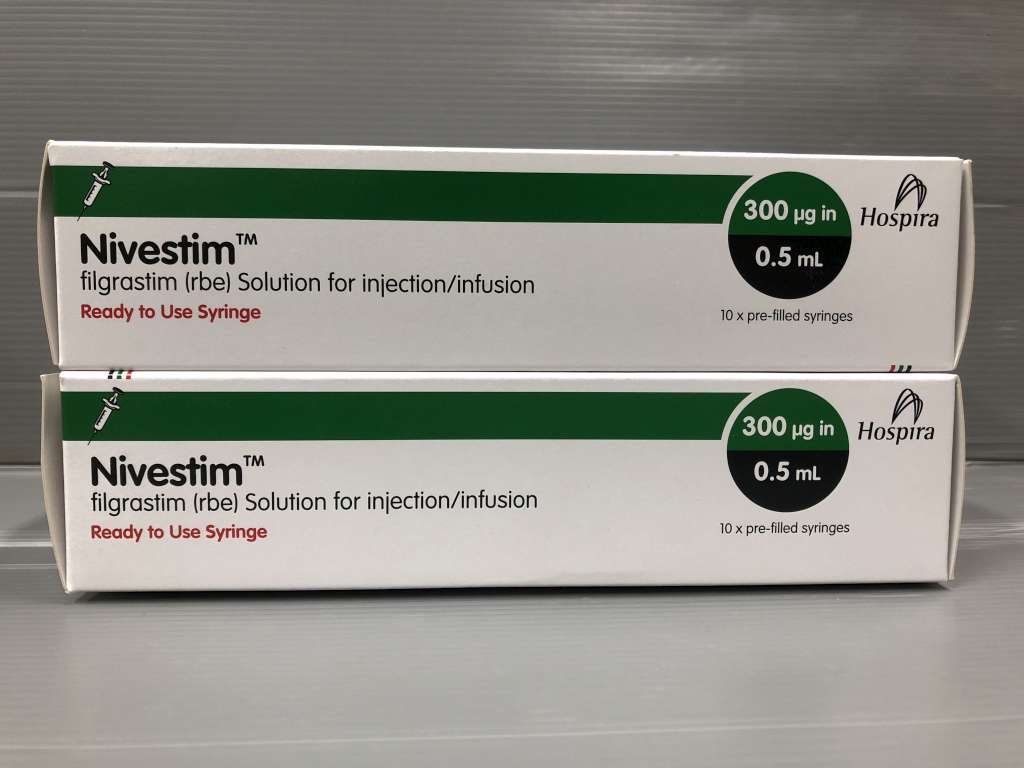 Nivestim™
filgrastim (rbe) Solution for injection/infusion
Ready to Use Syringe
300 µg in
0.5 mL
10 x pre-filled syringes
Hospira
Nivestim™
filgrastim (rbe) Solution for injection/infusion
Ready to Use Syringe
300 µg in
0.5 mL
10 x pre-filled syringes
Hospira